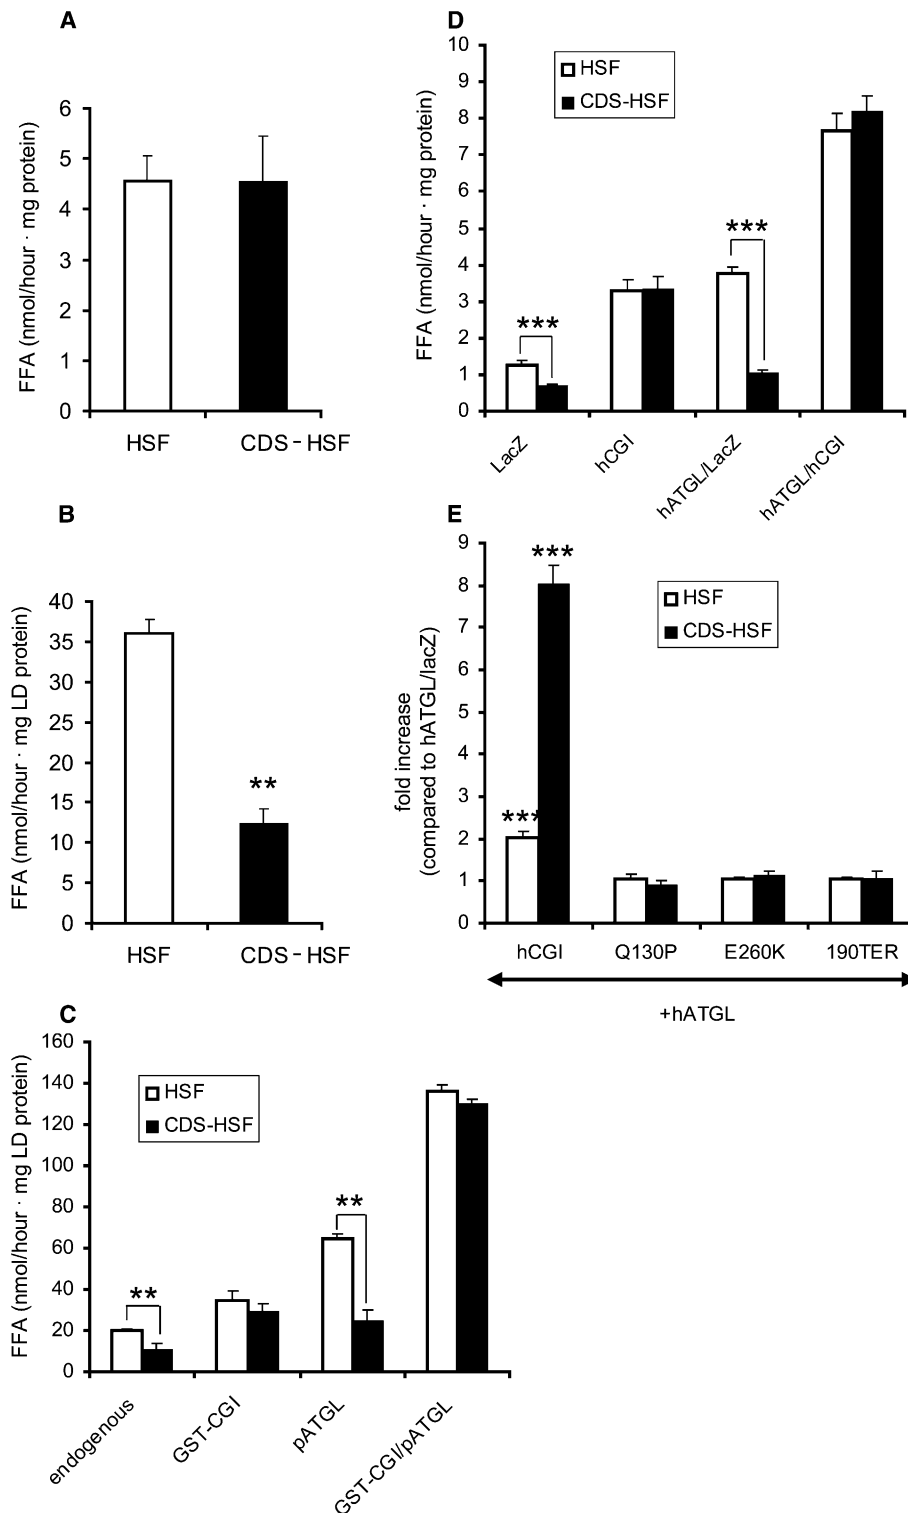 A
FFA (nmol/hour · mg protein)
6
5
4
3
2
1
0
HSF
CDS-HSF
B
FFA (nmol/hour · mg LD protein)
40
35
30
25
20
15
10
5
0
**
HSF
CDS-HSF
C
FFA (nmol/hour · mg LD protein)
160
140
120
100
80
60
40
20
0
HSF
CDS-HSF
**
**
endogenous
GST-CGI
pATGL
GST-CGI/pATGL
D
FFA (nmol/hour · mg protein)
10
9
8
7
6
5
4
3
2
1
0
HSF
CDS-HSF
***
***
LacZ
hCGI
hATGL/LacZ
hATGL/hCGI
E
fold increase
(compared to hATGL/lacZ)
9
8
7
6
5
4
3
2
1
0
HSF
CDS-HSF
***
***
hCGI
Q130P
E260K
190TER
+hATGL